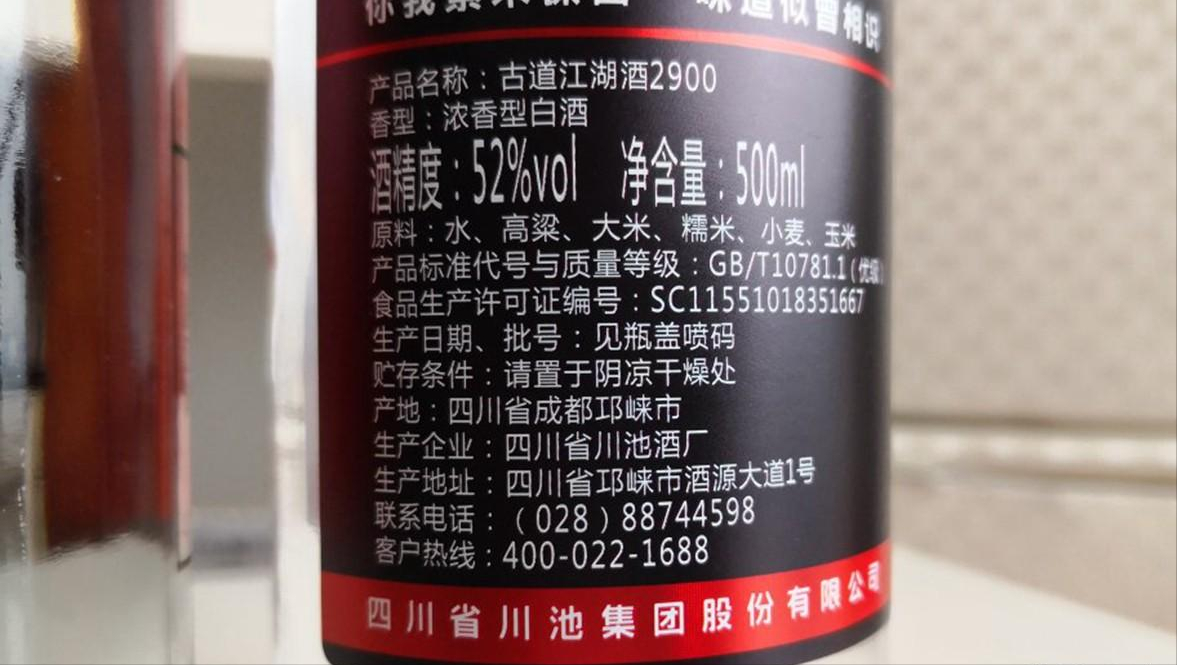 味道似曾相识
产品名称：古道江湖酒2900
香型：浓香型白酒
酒精度：52%vol 净含量：500ml
原料：水、高粱、大米、糯米、小麦、玉米
产品标准代号与质量等级：GB/T10781.1（优级）
食品生产许可证编号：SC11551018351667
生产日期、批号：见瓶盖喷码
贮存条件：请置于阴凉干燥处
产地：四川省成都邛崃市
生产企业：四川省川池酒厂
生产地址：四川省邛崃市酒源大道1号
联系电话：（028）88744598
客户热线：400-022-1688
四川省川池集团股份有限公司